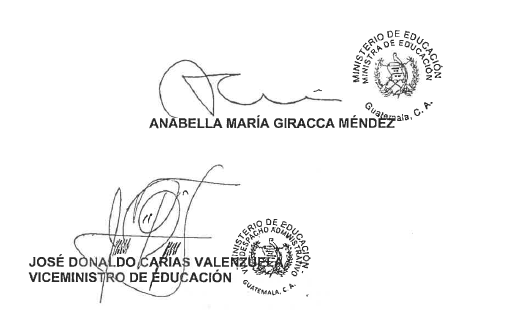 MINISTERIO DE EDUCACIÓN
MINISTRA DE EDUCACIÓN
Guatemala, C. A.
ANABELLA MARÍA GIRACCA MÉNDEZ
MINISTERIO DE EDUCACIÓN
VICEDESPACHO ADMINISTRATIVO
GUATEMALA, C. A.
JOSÉ DONALDO CARIAS VALENZUELA
VICEMINISTRO DE EDUCACIÓN